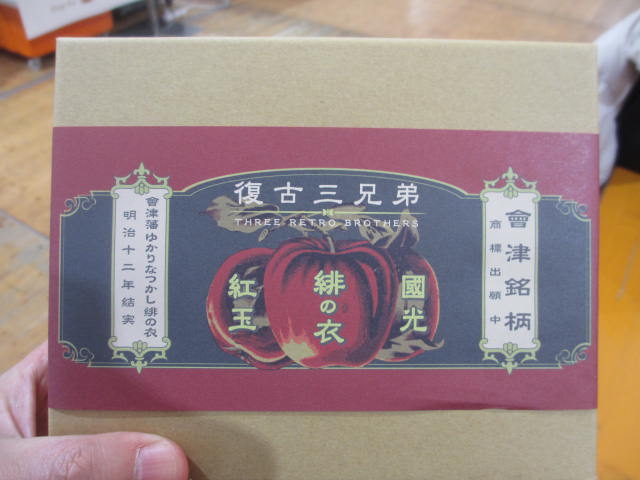 復古三兄弟
THREE RETRO BROTHERS
會津銘柄
商標出願中
國光
緋の衣
紅玉
會津藩ゆかりなつかし緋の衣
明治十二年結実